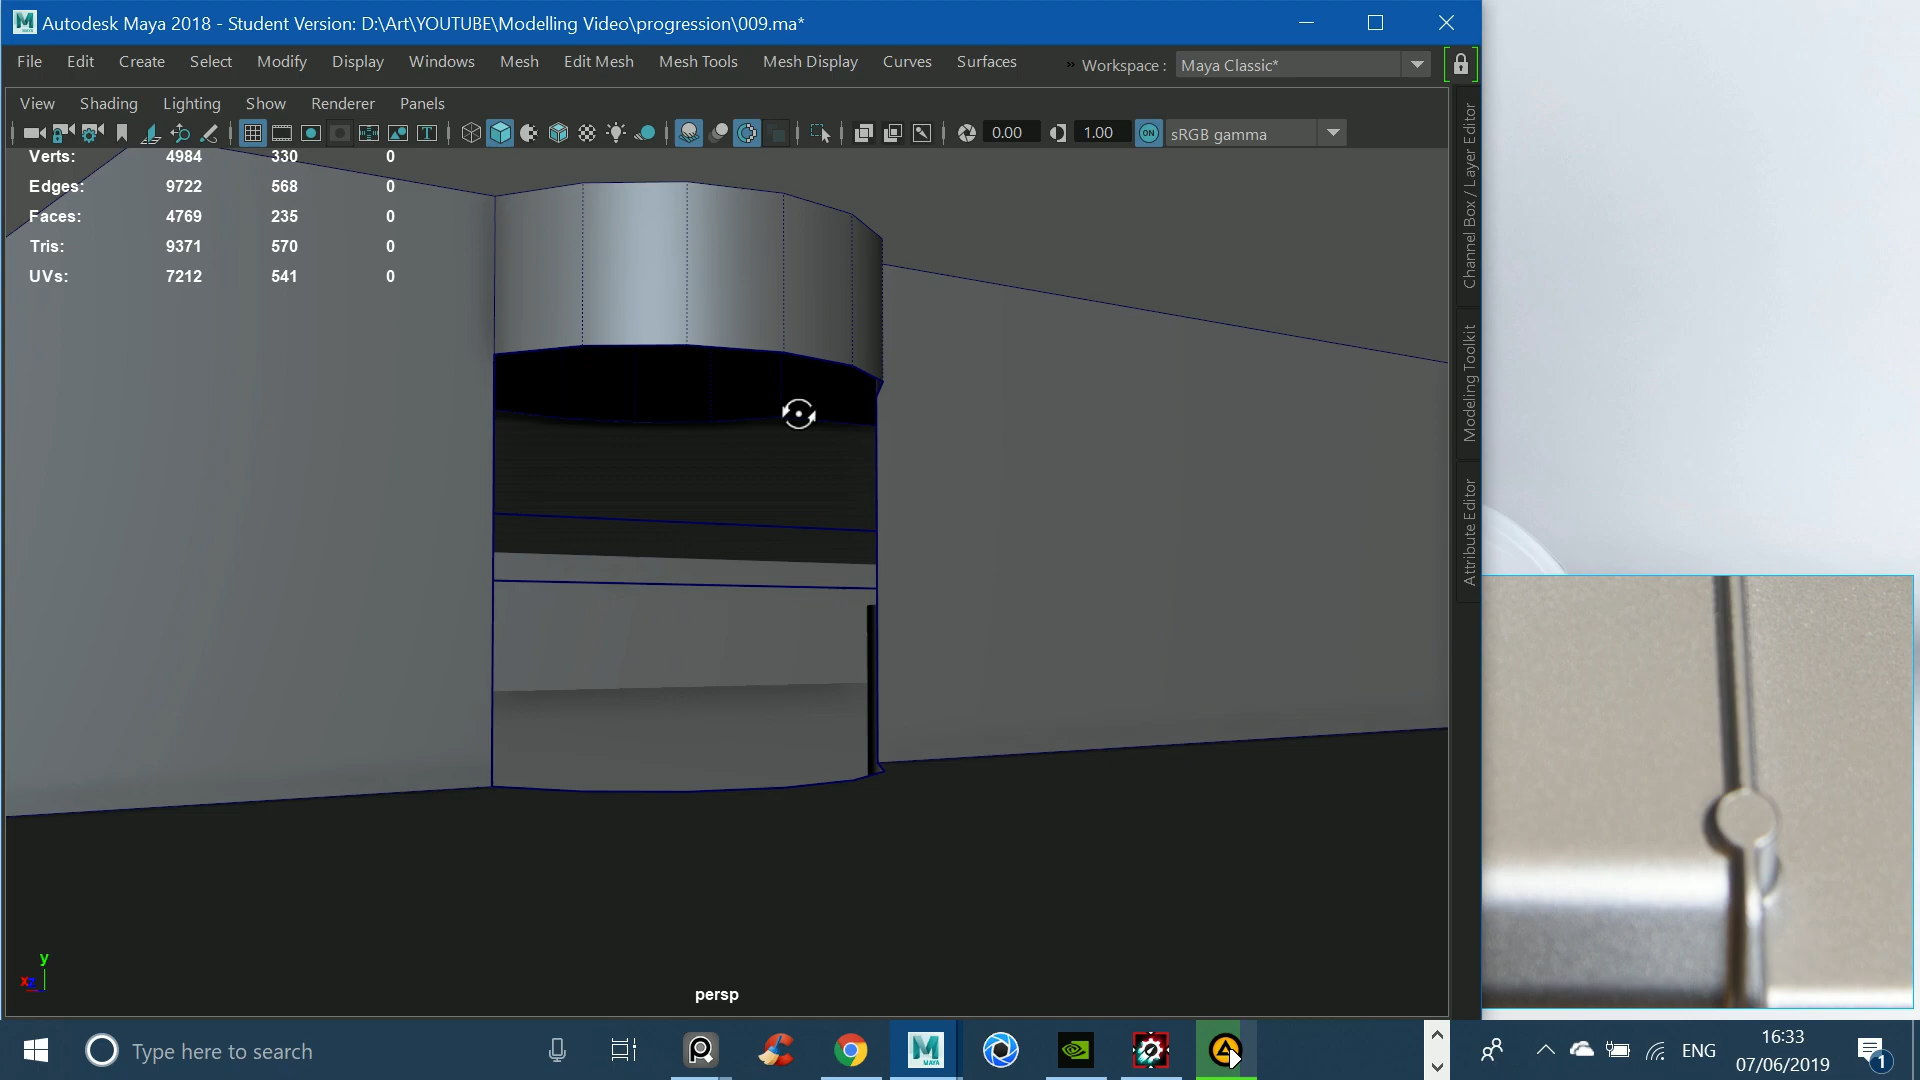 Autodesk Maya 2018 - Student Version: D:\Art\YOUTUBE\Modelling Video\progression\009.ma*
File Edit Create Select Modify Display Windows Mesh Edit Mesh Mesh Tools Mesh Display Curves Surfaces » Workspace : Maya Classic*
View Shading Lighting Show Renderer Panels
0.00 1.00 ON sRGB gamma
Verts: 4984 330 0
Edges: 9722 568 0
Faces: 4769 235 0
Tris: 9371 570 0
UVs: 7212 541 0
Channel Box / Layer Editor
Modeling Toolkit
Attribute Editor
y
x z
persp
Type here to search
MAYA
ENG
16:33
07/06/2019
1